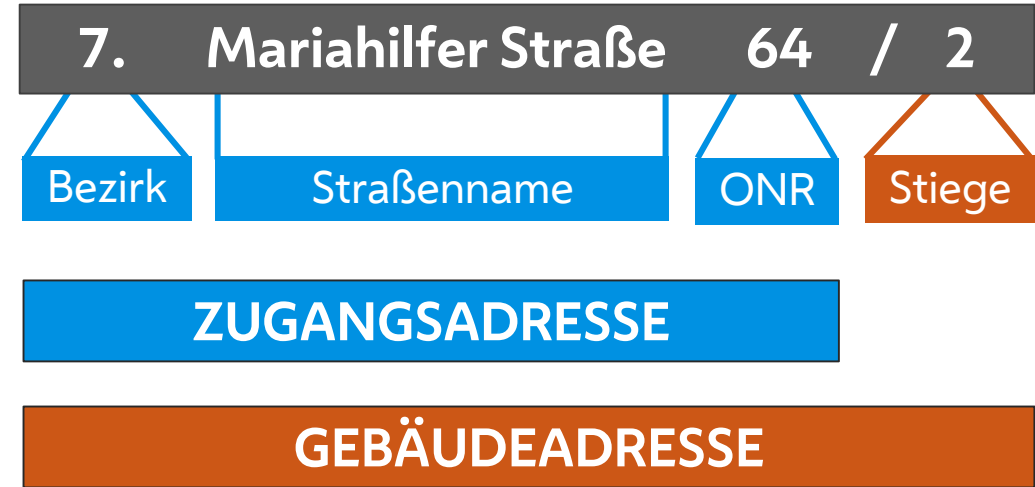 7. Mariahilfer Straße 64 / 2
Bezirk Straßenname ONR Stiege
ZUGANGSADRESSE
GEBÄUDEADRESSE